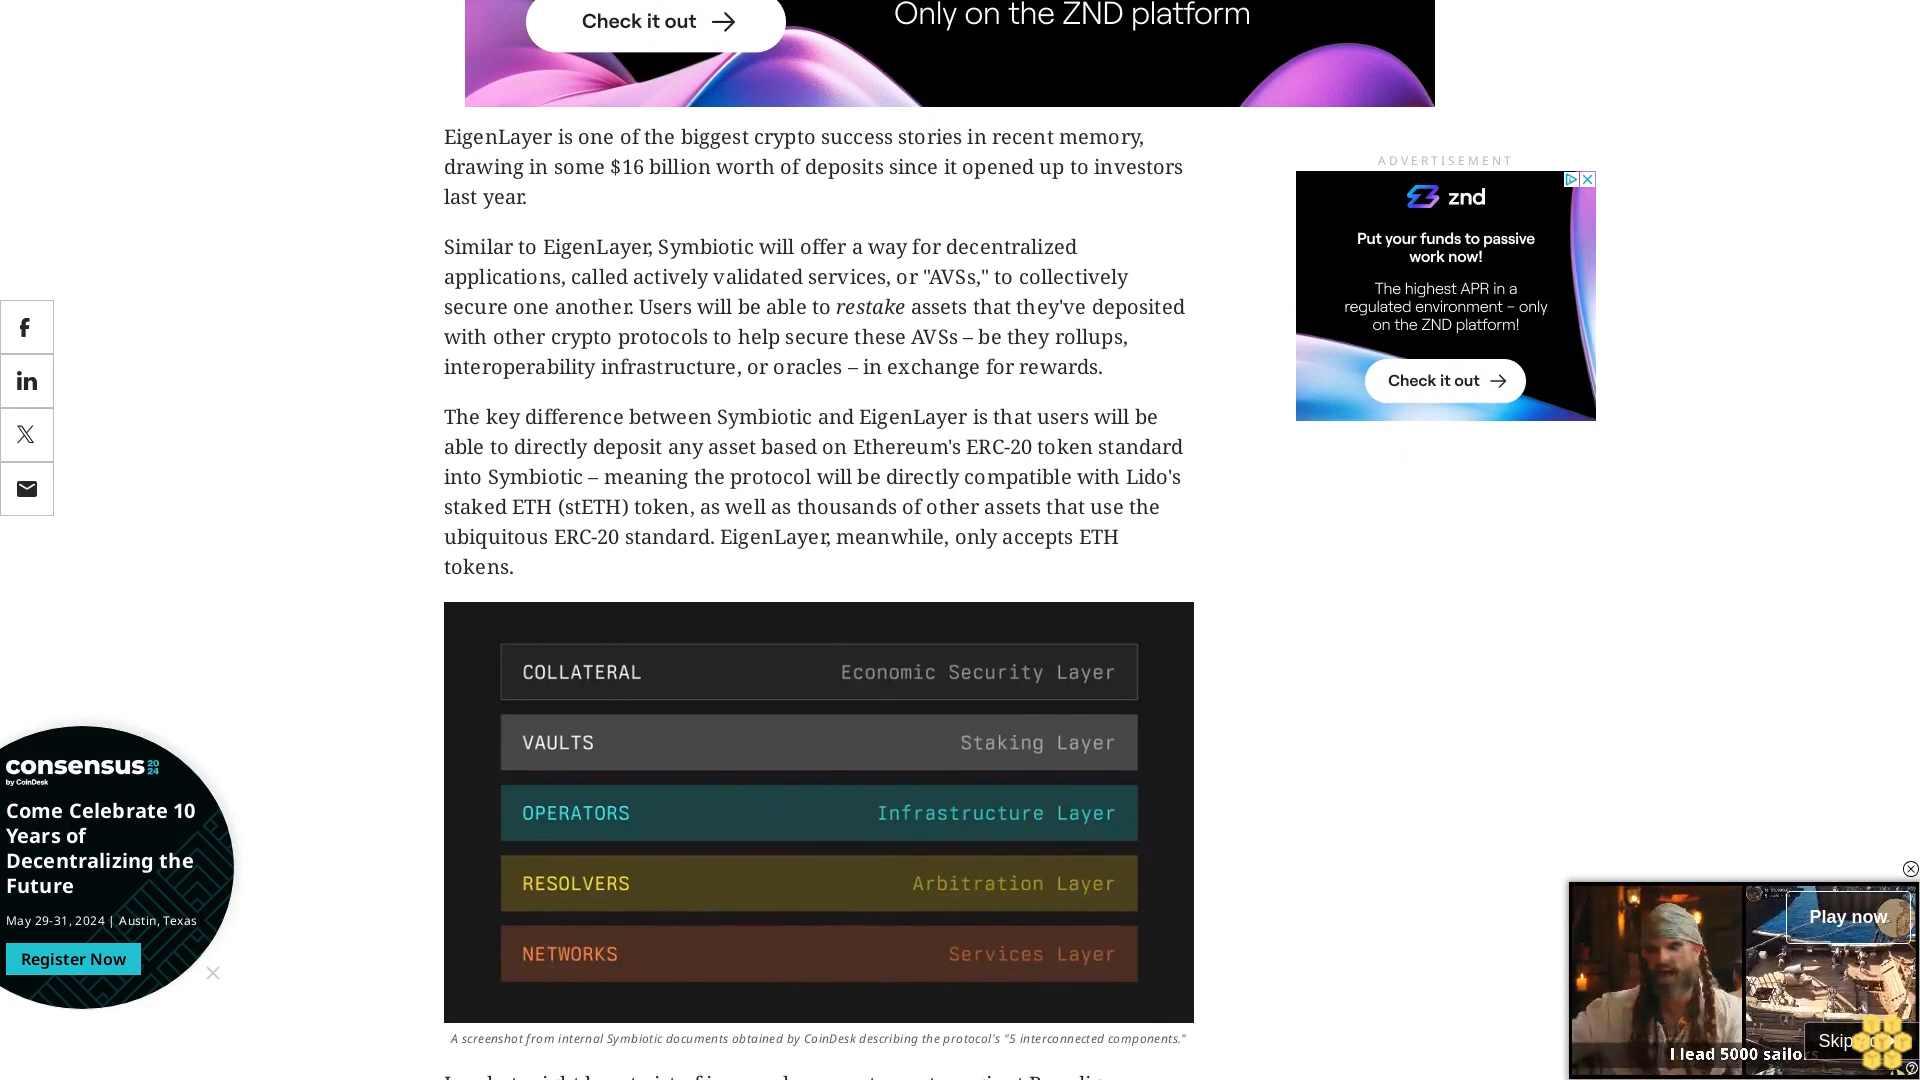 Check it out
Only on the ZND platform
EigenLayer is one of the biggest crypto success stories in recent memory,
drawing in some $16 billion worth of deposits since it opened up to investors
last year.
Similar to EigenLayer, Symbiotic will offer a way for decentralized
applications, called actively validated services, or "AVSs," to collectively
secure one another. Users will be able to restake assets that they've deposited
with other crypto protocols to help secure these AVSs – be they rollups,
interoperability infrastructure, or oracles – in exchange for rewards.
The key difference between Symbiotic and EigenLayer is that users will be
able to directly deposit any asset based on Ethereum's ERC-20 token standard
into Symbiotic – meaning the protocol will be directly compatible with Lido's
staked ETH (stETH) token, as well as thousands of other assets that use the
ubiquitous ERC-20 standard. EigenLayer, meanwhile, only accepts ETH
tokens.
COLLATERAL Economic Security Layer
VAULTS Staking Layer
OPERATORS Infrastructure Layer
RESOLVERS Arbitration Layer
NETWORKS Services Layer
A screenshot from internal Symbiotic documents obtained by CoinDesk describing the protocol's "5 interconnected components."
ADVERTISEMENT
znd
Put your funds to passive
work now!
The highest APR in a
regulated environment – only
on the ZND platform!
Check it out
consensus 2024
by CoinDesk
Come Celebrate 10
Years of
Decentralizing the
Future
May 29-31, 2024 | Austin, Texas
Register Now
Play now
Skip
I lead 5000